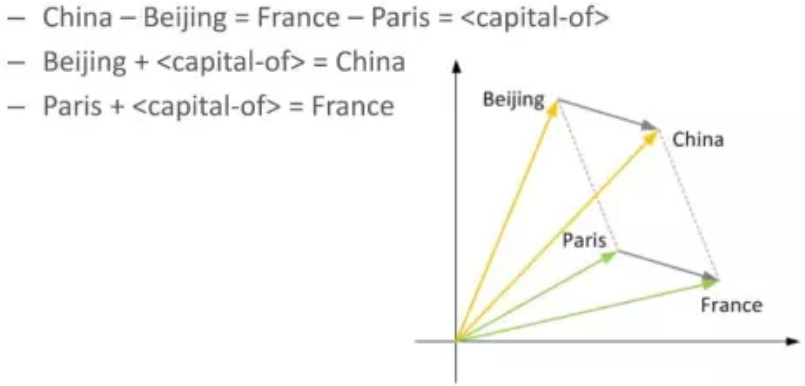 – China – Beijing = France – Paris = <capital-of>
– Beijing + <capital-of> = China
– Paris + <capital-of> = France
Beijing
China
Paris
France